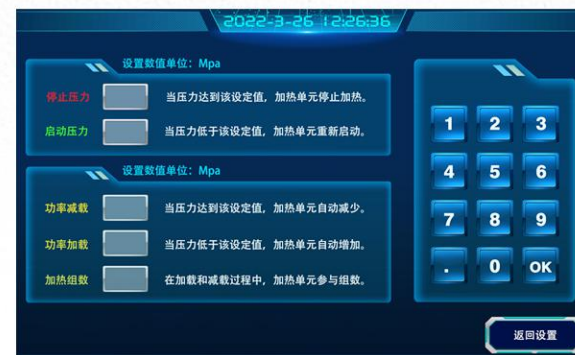 2022-3-26 12:26:36
设置数值单位：Mpa
停止压力 当压力达到该设定值，加热单元停止加热。
启动压力 当压力低于该设定值，加热单元重新启动。
设置数值单位：Mpa
功率减载 当压力达到该设定值，加热单元自动减少。
功率加载 当压力低于该设定值，加热单元自动增加。
加热组数 在加载和减载过程中，加热单元参与组数。
1 2 3
4 5 6
7 8 9
. 0 OK
返回设置